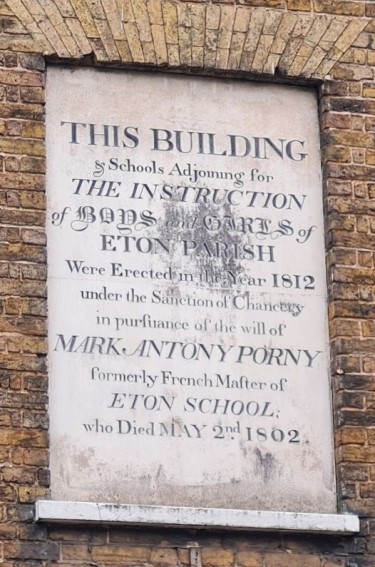 THIS BUILDING
& Schools Adjoining for
THE INSTRUCTION
of BOYS and GIRLS of
ETON PARISH
Were Erected in the Year 1812
under the Sanction of Chancery
in purſuance of the will of
MARK ANTONY PORNY
formerly French Maſter of
ETON SCHOOL;
who Died MAY 2nd. 1802.